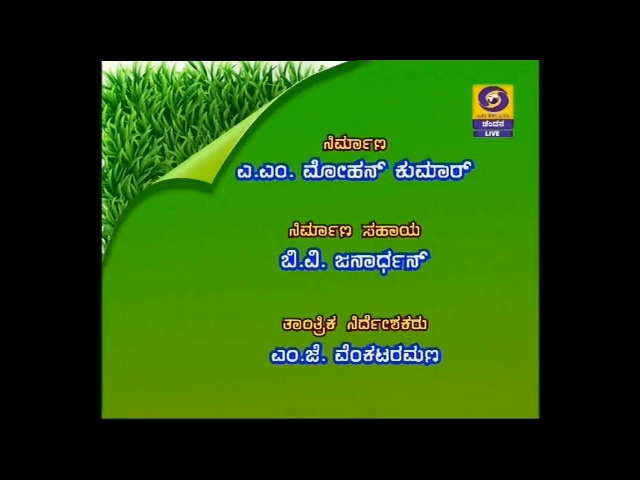 ಚಂದನ
LIVE
ನಿರ್ಮಾಣ
ಎ.ಎಂ. ಮೋಹನ್ ಕುಮಾರ್
ನಿರ್ಮಾಣ ಸಹಾಯ
ಬಿ.ವಿ. ಜನಾರ್ಧನ್
ತಾಂತ್ರಿಕ ನಿರ್ದೇಶಕರು
ಎಂ.ಜೆ. ವೆಂಕಟರಮಣ